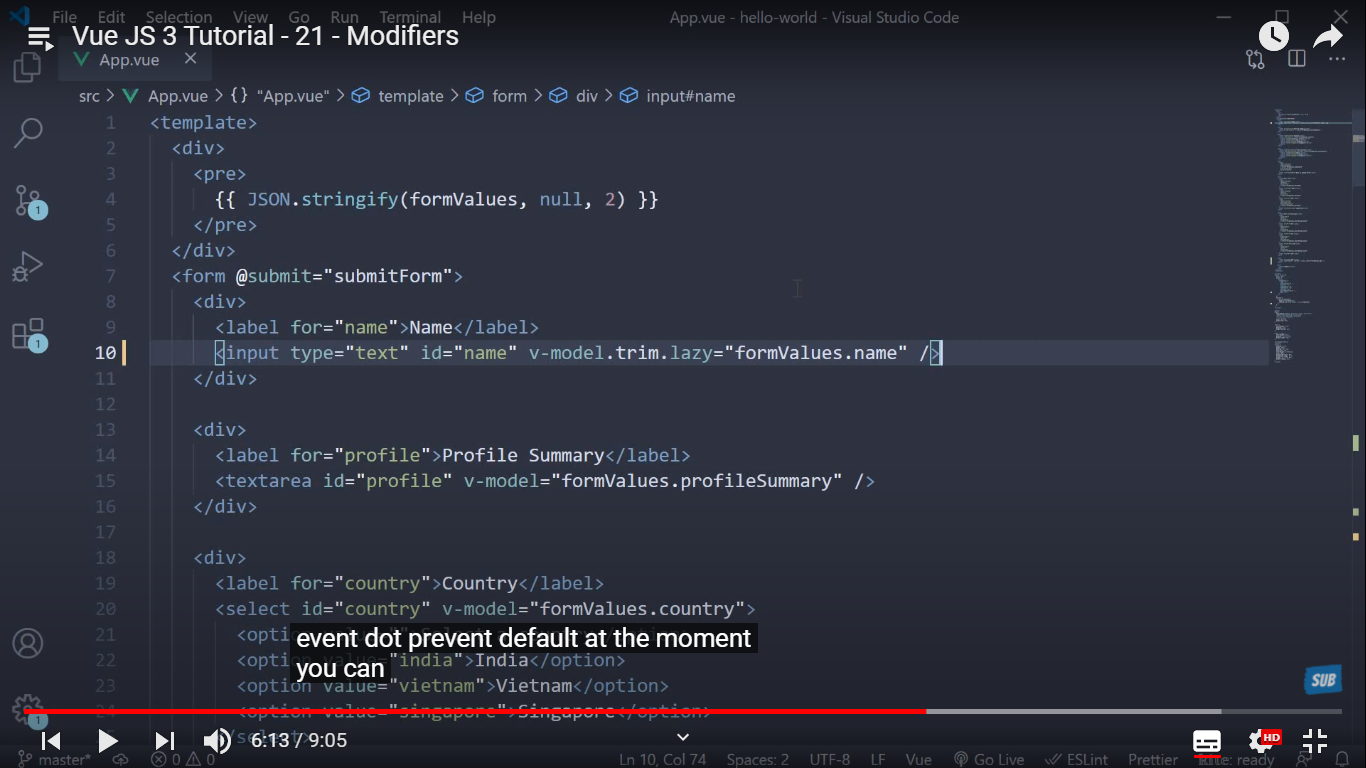 File Edit Selection View Go Run Terminal Help
App.vue - hello-world - Visual Studio Code
Vue JS 3 Tutorial - 21 - Modifiers
App.vue
src > App.vue > {} "App.vue" > template > form > div > input#name
1 <template>
2 <div>
3 <pre>
4 {{ JSON.stringify(formValues, null, 2) }}
5 </pre>
6 </div>
7 <form @submit="submitForm">
8 <div>
9 <label for="name">Name</label>
10 <input type="text" id="name" v-model.trim.lazy="formValues.name" />
11 </div>
12
13 <div>
14 <label for="profile">Profile Summary</label>
15 <textarea id="profile" v-model="formValues.profileSummary" />
16 </div>
17
18 <div>
19 <label for="country">Country</label>
20 <select id="country" v-model="formValues.country">
21 <opti
event dot prevent default at the moment
22 <opti "india">India</option>
you can
23 <option value="vietnam">Vietnam</option>
24 <option value="singapore">Singapore</option>
SUB
1
1
1
6:13 / 9:05
HD
master* 0 0
Ln 10, Col 74 Spaces: 2 UTF-8 LF Vue Go Live ESLint Prettier